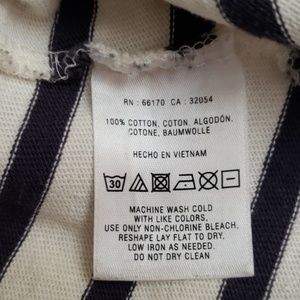 RN : 66170 CA : 32054
100% COTTON, COTON, ALGODÓN,
COTONE, BAUMWOLLE
HECHO EN VIETNAM
30
MACHINE WASH COLD
WITH LIKE COLORS,
USE ONLY NON-CHLORINE BLEACH,
RESHAPE LAY FLAT TO DRY,
LOW IRON AS NEEDED.
DO NOT DRY CLEAN